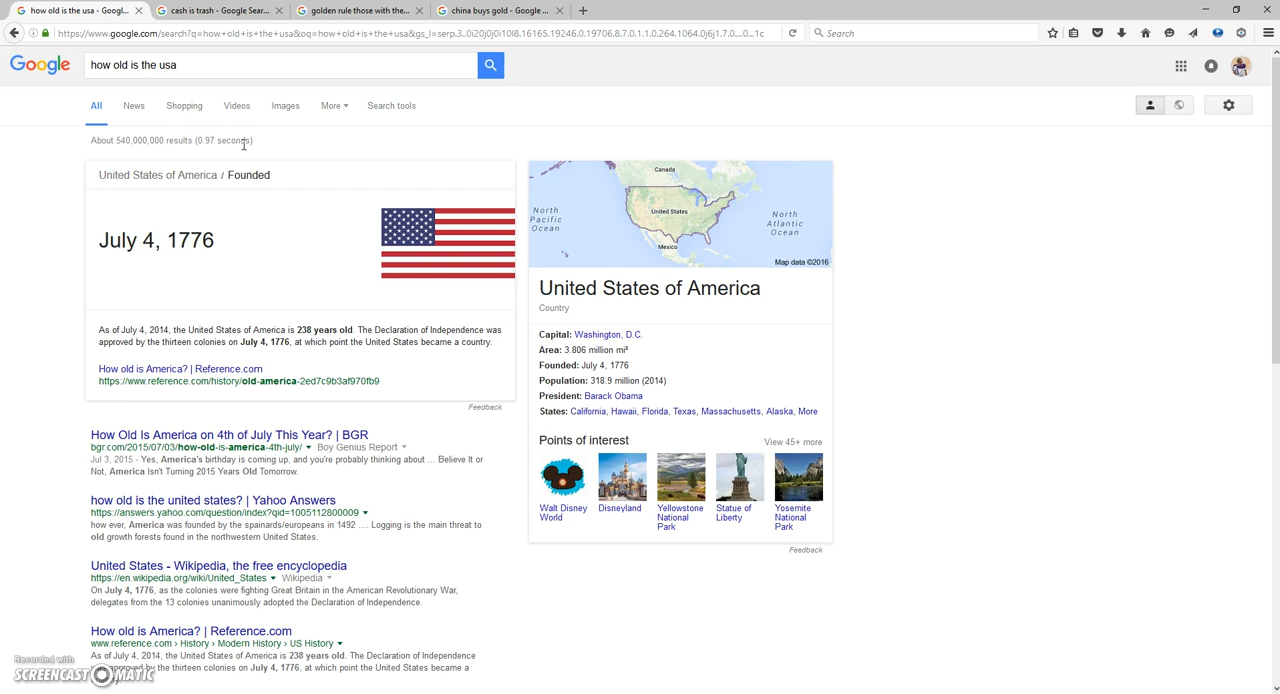 how old is the usa - Googl...
cash is trash - Google Sear...
golden rule those with the...
china buys gold - Google ...
https://www.google.com/search?q=how+old+is+the+usa&oq=how+old+is+the+usa&gs_l=serp.3..0i20j0j0i10l8.16165.19246.0.19706.8.7.0.1.1.0.264.1064.0j6j1.7.0....0...1c
Search
Google
how old is the usa
All
News
Shopping
Videos
Images
More
Search tools
About 540,000,000 results (0.97 seconds)
United States of America / Founded
July 4, 1776
As of July 4, 2014, the United States of America is 238 years old. The Declaration of Independence was
approved by the thirteen colonies on July 4, 1776, at which point the United States became a country.
How old is America? | Reference.com
https://www.reference.com/history/old-america-2ed7c9b3af970fb9
Feedback
How Old Is America on 4th of July This Year? | BGR
bgr.com/2015/07/03/how-old-is-america-4th-july/ Boy Genius Report
Jul 3, 2015 - Yes, America's birthday is coming up, and you're probably thinking about ... Believe It or
Not, America Isn't Turning 2015 Years Old Tomorrow.
how old is the united states? | Yahoo Answers
https://answers.yahoo.com/question/index?qid=1005112800009
how ever, America was founded by the spainards/europeans in 1492 .... Logging is the main threat to
old growth forests found in the northwestern United States.
United States - Wikipedia, the free encyclopedia
https://en.wikipedia.org/wiki/United_States Wikipedia
On July 4, 1776, as the colonies were fighting Great Britain in the American Revolutionary War,
delegates from the 13 colonies unanimously adopted the Declaration of Independence.
How old is America? | Reference.com
www.reference.com › History › Modern History › US History
As of July 4, 2014, the United States of America is 238 years old. The Declaration of Independence
was approved by the thirteen colonies on July 4, 1776, at which point the United States became a
Canada
North
Pacific
Ocean
United States
North
Atlantic
Ocean
Mexico
Map data ©2016
United States of America
Country
Capital: Washington, D.C.
Area: 3.806 million mi²
Founded: July 4, 1776
Population: 318.9 million (2014)
President: Barack Obama
States: California, Hawaii, Florida, Texas, Massachusetts, Alaska, More
Points of interest
View 45+ more
Walt Disney
World
Disneyland
Yellowstone
National
Park
Statue of
Liberty
Yosemite
National
Park
Feedback
Recorded with
SCREENCAST-O-MATIC